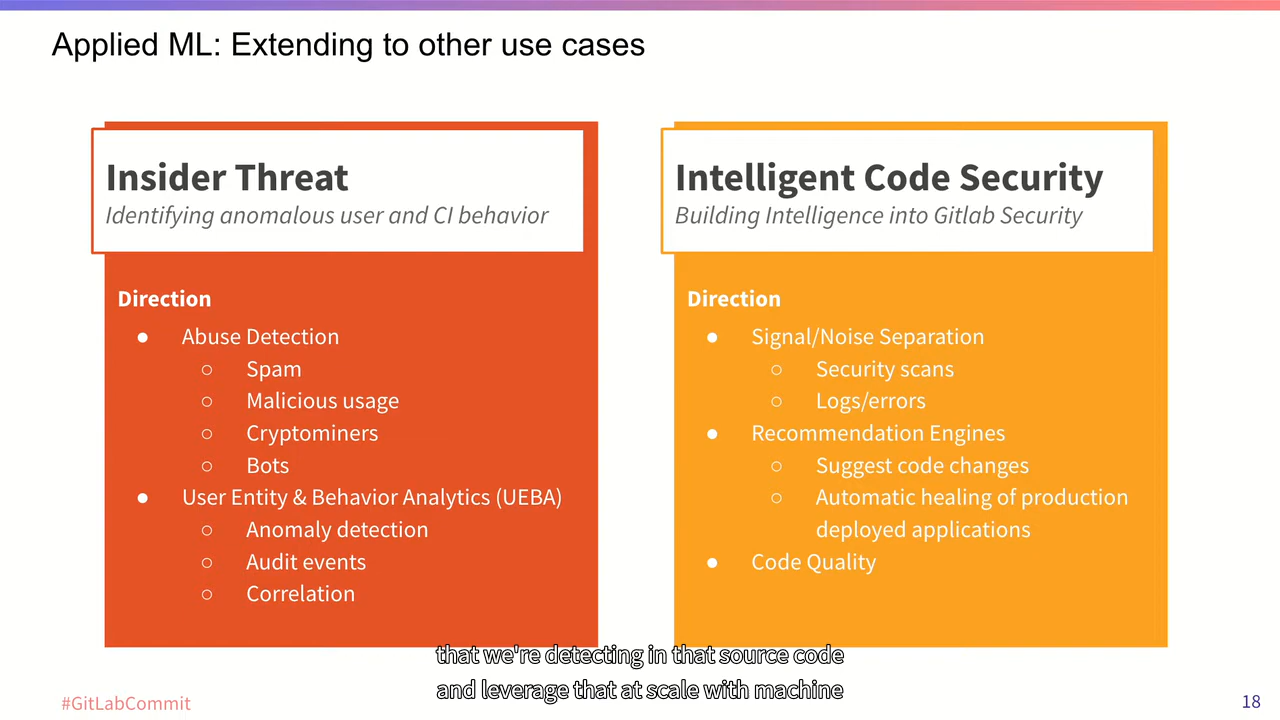 Applied ML: Extending to other use cases
Insider Threat
Identifying anomalous user and CI behavior
Direction
● Abuse Detection
○ Spam
○ Malicious usage
○ Cryptominers
○ Bots
● User Entity & Behavior Analytics (UEBA)
○ Anomaly detection
○ Audit events
○ Correlation
Intelligent Code Security
Building Intelligence into Gitlab Security
Direction
● Signal/Noise Separation
○ Security scans
○ Logs/errors
● Recommendation Engines
○ Suggest code changes
○ Automatic healing of production
deployed applications
● Code Quality
that we're detecting in that source code
and leverage that at scale with machine
#GitLabCommit
18